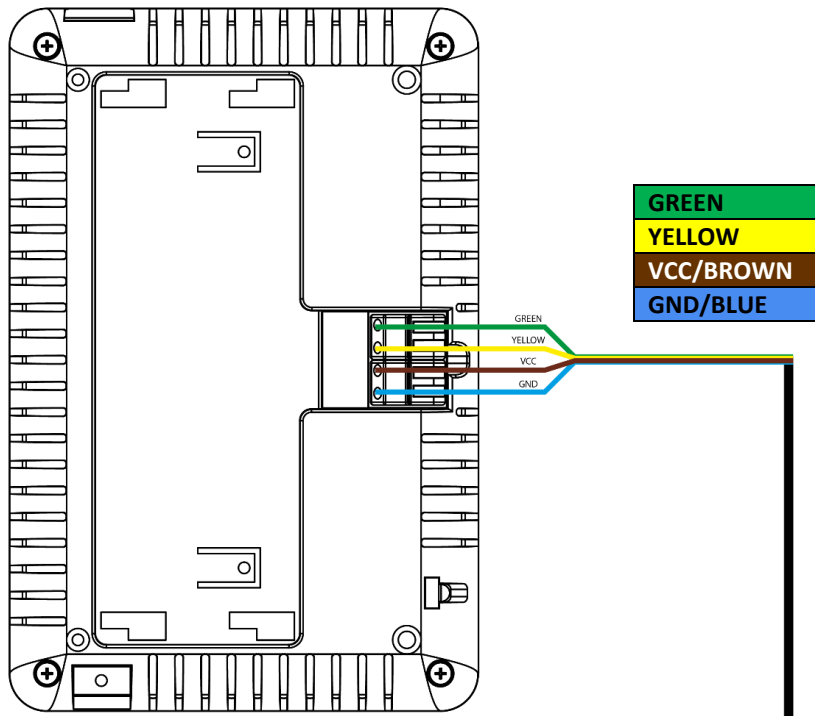 GREEN
YELLOW
VCC/BROWN
GND/BLUE
GREEN
YELLOW
VCC
GND